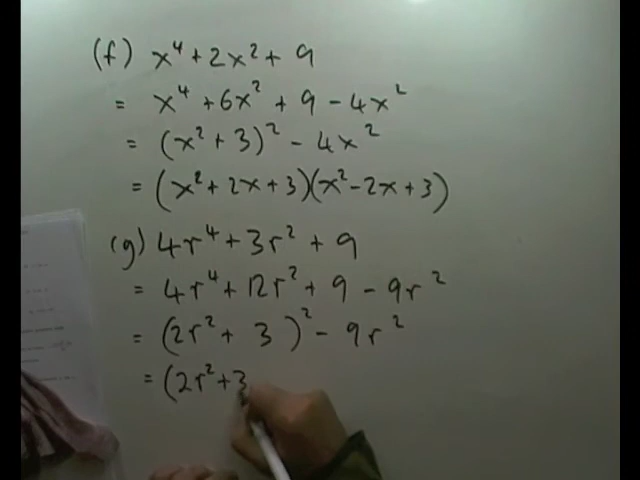 (f) x⁴ + 2x² + 9
= x⁴ + 6x² + 9 - 4x²
= (x² + 3)² - 4x²
= (x² + 2x + 3)(x² - 2x + 3)
(g) 4r⁴ + 3r² + 9
= 4r⁴ + 12r² + 9 - 9r²
= (2r² + 3)² - 9r²
= (2r² + 3